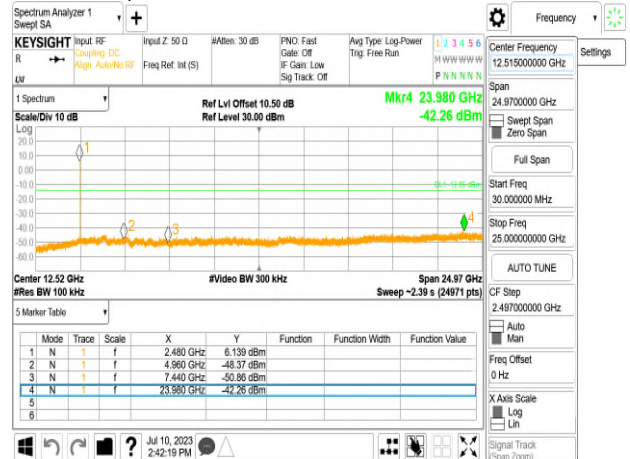 Spectrum Analyzer 1
Swept SA
+
Frequency
KEYSIGHT
R
Input: RF
Coupling: DC
Align: Auto/No RF
Input Z: 50 Ω
Freq Ref: Int (S)
#Atten: 30 dB
PNO: Fast
Gate: Off
IF Gain: Low
Sig Track: Off
Avg Type: Log-Power
Trig: Free Run
1 2 3 4 5 6
M W W W W W
P N N N N N
1 Spectrum
Scale/Div 10 dB
Ref Lvl Offset 10.50 dB
Ref Level 30.00 dBm
Mkr4 23.980 GHz
-42.26 dBm
Log
20.0
10.0
0.00
-10.0
-20.0
-30.0
-40.0
-50.0
-60.0
1
2
3
4
Center 12.52 GHz
#Res BW 100 kHz
#Video BW 300 kHz
Span 24.97 GHz
Sweep ~2.39 s (24971 pts)
5 Marker Table
Mode Trace Scale X Y Function Function Width Function Value
1 N 1 f 2.480 GHz 6.139 dBm
2 N 1 f 4.960 GHz -48.37 dBm
3 N 1 f 7.440 GHz -50.86 dBm
4 N 1 f 23.980 GHz -42.26 dBm
5
6
?
Jul 10, 2023
2:42:19 PM
Center Frequency
12.515000000 GHz
Settings
Span
24.9700000 GHz
Swept Span
Zero Span
Full Span
Start Freq
30.000000 MHz
Stop Freq
25.000000000 GHz
AUTO TUNE
CF Step
2.497000000 GHz
Auto
Man
Freq Offset
0 Hz
X Axis Scale
Log
Lin
Signal Track
(Span Zoom)